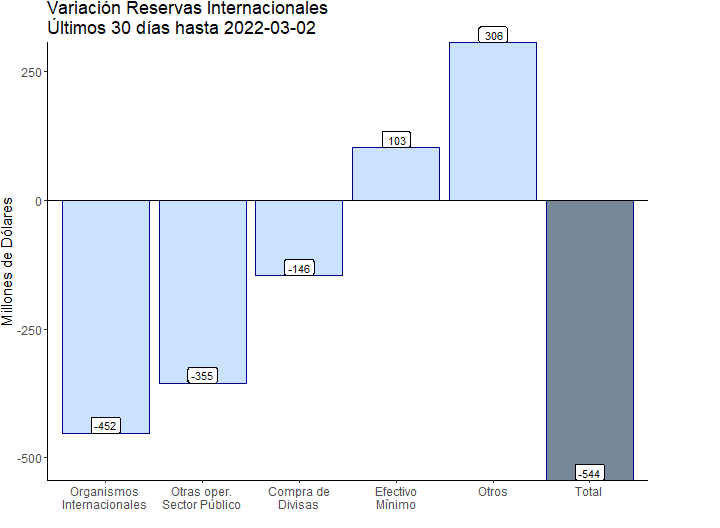 Variación Reservas Internacionales
Últimos 30 días hasta 2022-03-02
Millones de Dólares
250
0
-250
-500
-452
-355
-146
103
306
-544
Organismos
Internacionales
Otras oper.
Sector Público
Compra de
Divisas
Efectivo
Mínimo
Otros
Total